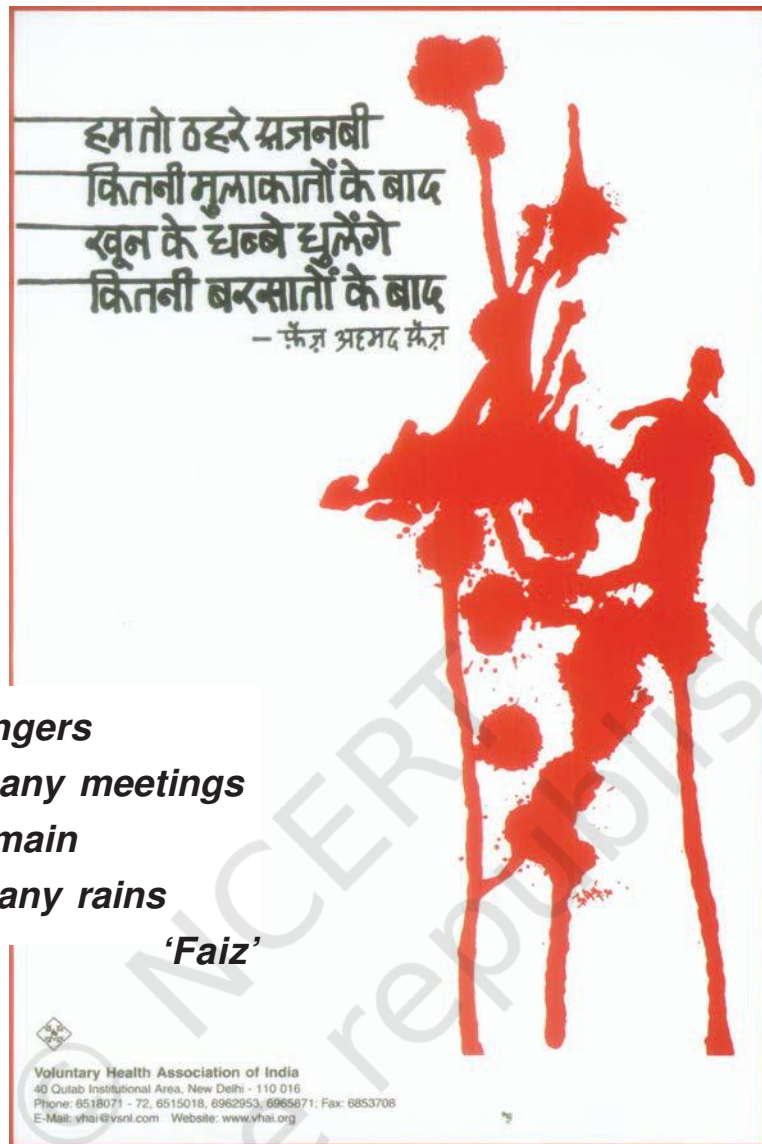 हम तो ठहरे अजनबी
कितनी मुलाकातों के बाद
खून के धब्बे धुलेंगे
कितनी बरसातों के बाद
– फ़ैज़ अहमद फ़ैज़
ngers
any meetings
main
any rains
‘Faiz’
Voluntary Health Association of India
40 Qutab Institutional Area, New Delhi - 110 016
Phone: 6518071 - 72, 6515018, 6962953, 6965871; Fax: 6853708
E-Mail: vhai@vsnl.com Website: www.vhai.org
© NCERT
e republish